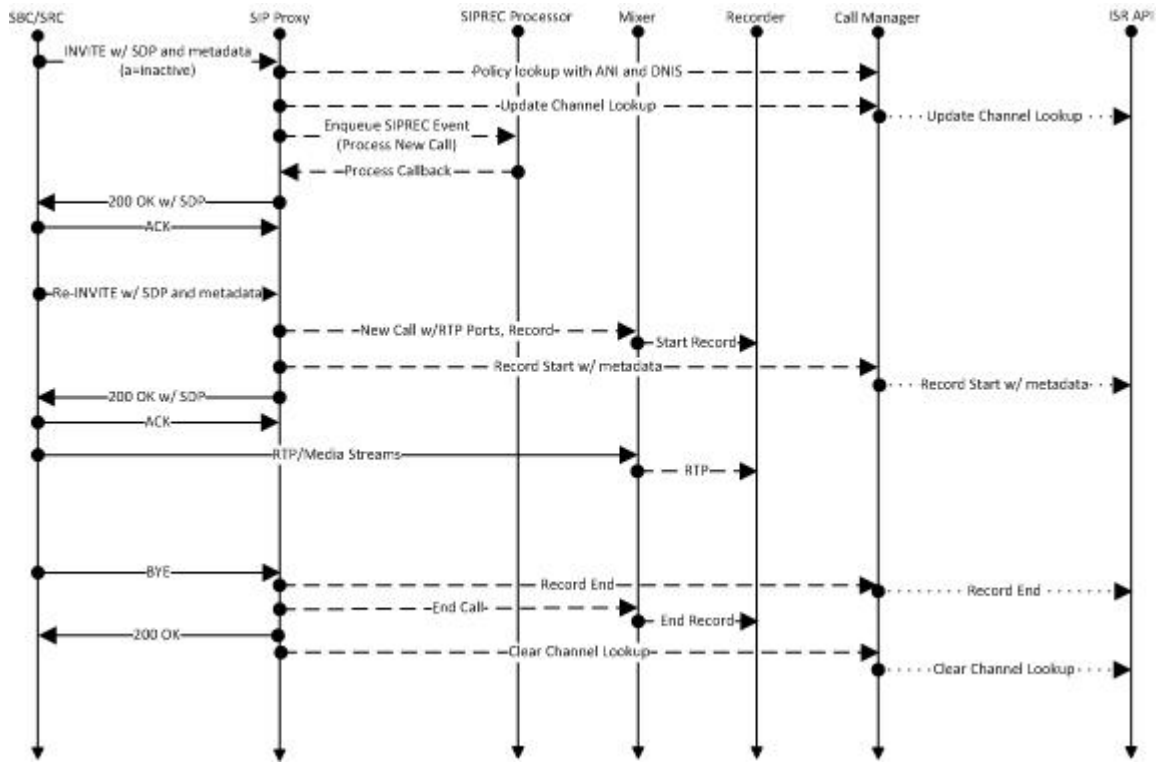 SBC/SRC
SIP Proxy
SIPREC Processor
Mixer
Recorder
Call Manager
ISR API
INVITE w/ SDP and metadata
(a=inactive)
Policy lookup with ANI and DNIS
Update Channel Lookup
Update Channel Lookup
Enqueue SIPREC Event
(Process New Call)
Process Callback
200 OK w/ SDP
ACK
Re-INVITE w/ SDP and metadata
New Call w/RTP Ports, Record
Start Record
Record Start w/ metadata
Record Start w/ metadata
200 OK w/ SDP
ACK
RTP/Media Streams
RTP
BYE
Record End
Record End
End Call
End Record
200 OK
Clear Channel Lookup
Clear Channel Lookup